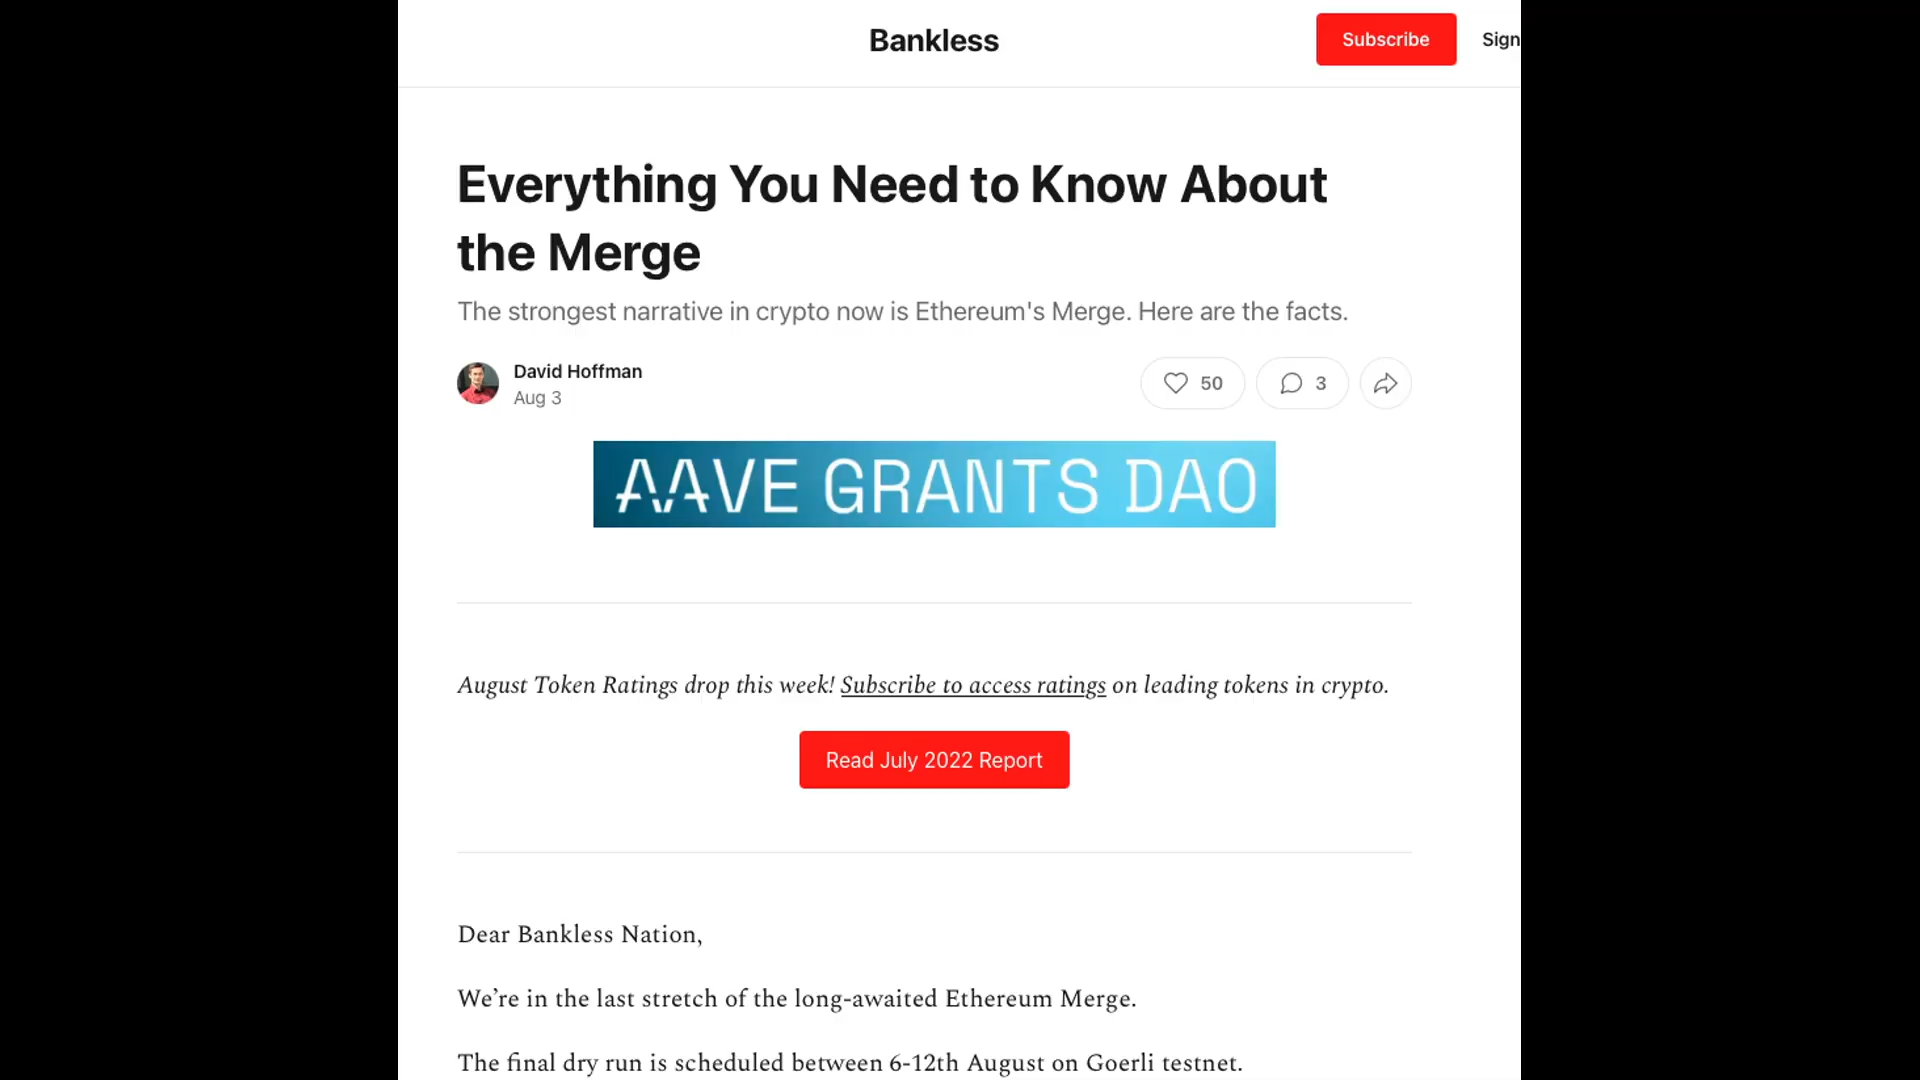 Bankless
Subscribe
Sign
Everything You Need to Know About
the Merge
The strongest narrative in crypto now is Ethereum's Merge. Here are the facts.
David Hoffman
Aug 3
50
3
AAVE GRANTS DAO
August Token Ratings drop this week! Subscribe to access ratings on leading tokens in crypto.
Read July 2022 Report
Dear Bankless Nation,
We’re in the last stretch of the long-awaited Ethereum Merge.
The final dry run is scheduled between 6-12th August on Goerli testnet.